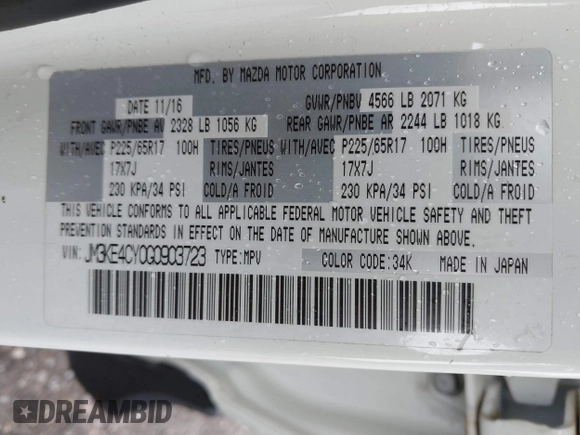 MFD. BY MAZDA MOTOR CORPORATION
DATE 11/16 GVWR/PNBV 4566 LB 2071 KG
FRONT GAWR/PNBE AV 2328 LB 1056 KG REAR GAWR/PNBE AR 2244 LB 1018 KG
WITH/AVEC P225/65R17 100H TIRES/PNEUS WITH/AVEC P225/65R17 100H TIRES/PNEUS
17X7J RIMS/JANTES 17X7J RIMS/JANTES
230 KPA/34 PSI COLD/A FROID 230 KPA/34 PSI COLD/A FROID
THIS VEHICLE CONFORMS TO ALL APPLICABLE FEDERAL MOTOR VEHICLE SAFETY AND THEFT
PREVENTION STANDARDS IN EFFECT ON THE DATE OF MANUFACTURE SHOWN ABOVE.
VIN: JM3KE4CY0G0903723 TYPE:MPV COLOR CODE:34K MADE IN JAPAN
DREAMBID